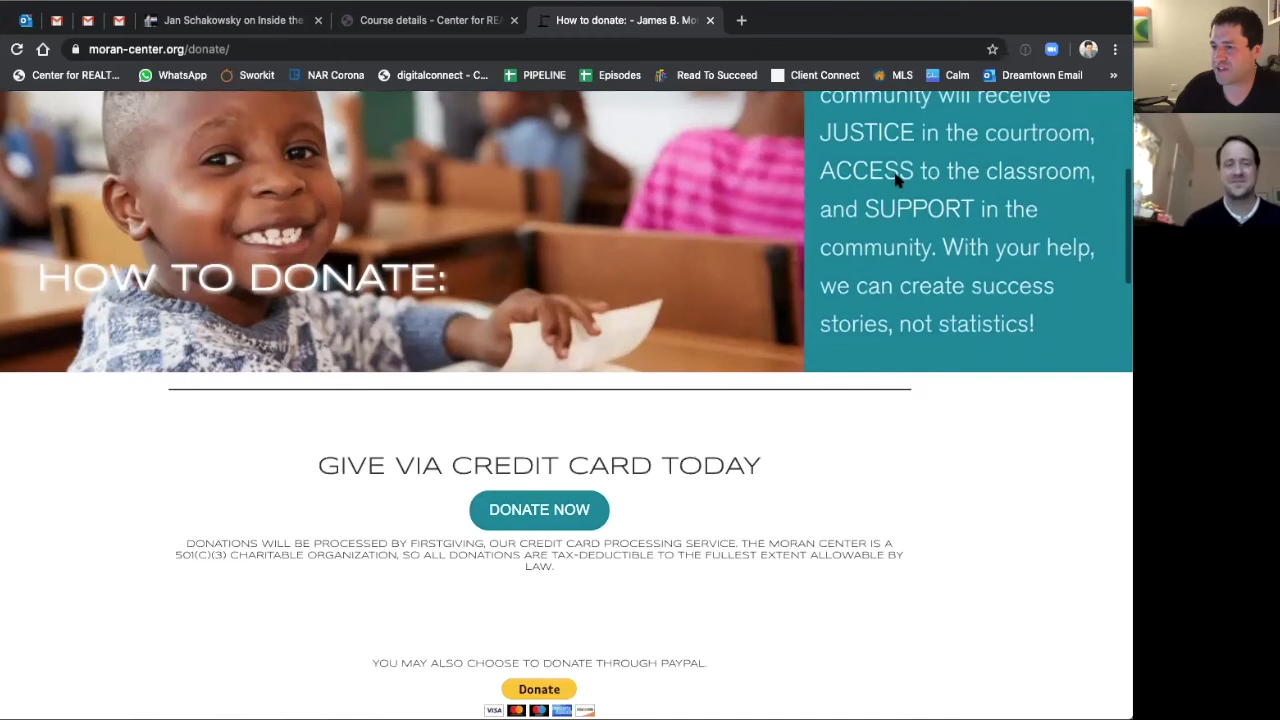 Jan Schakowsky on Inside the
Course details - Center for REA
How to donate: - James B. Mo
moran-center.org/donate/
Center for REALT...
WhatsApp
Sworkit
NAR Corona
digitalconnect - C...
PIPELINE
Episodes
Read To Succeed
Client Connect
MLS
Calm
Dreamtown Email
»
community will receive
JUSTICE in the courtroom,
ACCESS to the classroom,
and SUPPORT in the
community. With your help,
we can create success
stories, not statistics!
HOW TO DONATE:
GIVE VIA CREDIT CARD TODAY
DONATE NOW
DONATIONS WILL BE PROCESSED BY FIRSTGIVING, OUR CREDIT CARD PROCESSING SERVICE. THE MORAN CENTER IS A
501(C)(3) CHARITABLE ORGANIZATION, SO ALL DONATIONS ARE TAX-DEDUCTIBLE TO THE FULLEST EXTENT ALLOWABLE BY
LAW.
YOU MAY ALSO CHOOSE TO DONATE THROUGH PAYPAL.
Donate
VISA